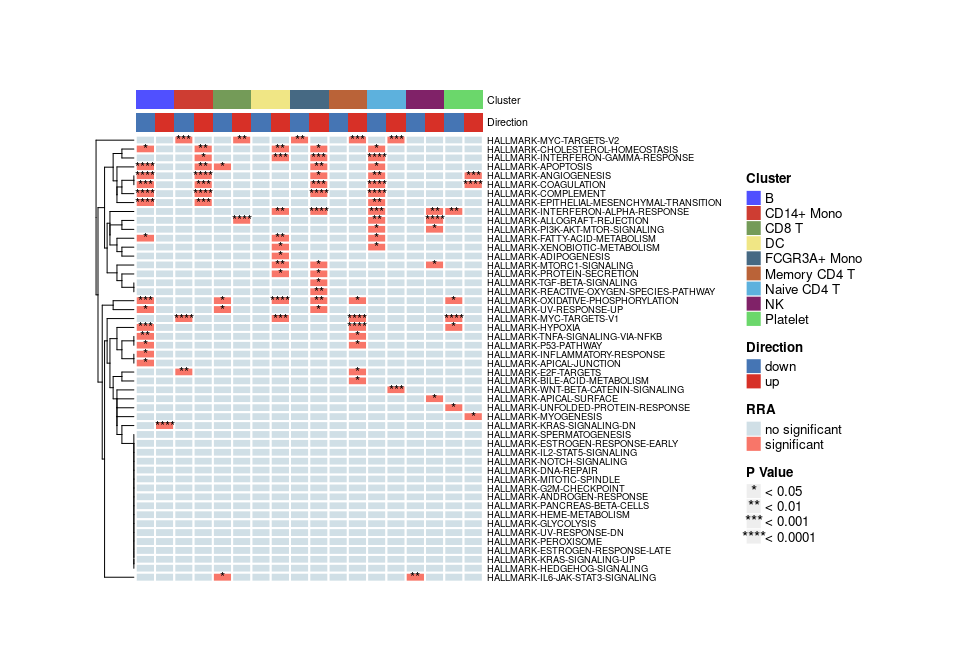 Cluster
Direction
*** ** ** *** *** HALLMARK-MYC-TARGETS-V2
* ** ** * * HALLMARK-CHOLESTEROL-HOMEOSTASIS
* *** *** **** HALLMARK-INTERFERON-GAMMA-RESPONSE
**** ** * ** * HALLMARK-APOPTOSIS
**** **** * ** *** HALLMARK-ANGIOGENESIS
*** *** *** **** **** HALLMARK-COAGULATION
**** **** **** **** HALLMARK-COMPLEMENT
**** *** ** HALLMARK-EPITHELIAL-MESENCHYMAL-TRANSITION
** **** *** ** ** HALLMARK-INTERFERON-ALPHA-RESPONSE
**** ** **** HALLMARK-ALLOGRAFT-REJECTION
* * HALLMARK-PI3K-AKT-MTOR-SIGNALING
* ** * HALLMARK-FATTY-ACID-METABOLISM
* * HALLMARK-XENOBIOTIC-METABOLISM
* HALLMARK-ADIPOGENESIS
** * * HALLMARK-MTORC1-SIGNALING
* * HALLMARK-PROTEIN-SECRETION
* HALLMARK-TGF-BETA-SIGNALING
** HALLMARK-REACTIVE-OXYGEN-SPECIES-PATHWAY
*** * **** ** * * HALLMARK-OXIDATIVE-PHOSPHORYLATION
* * * HALLMARK-UV-RESPONSE-UP
**** *** **** **** HALLMARK-MYC-TARGETS-V1
*** **** * HALLMARK-HYPOXIA
** * HALLMARK-TNFA-SIGNALING-VIA-NFKB
* * HALLMARK-P53-PATHWAY
* HALLMARK-INFLAMMATORY-RESPONSE
* HALLMARK-APICAL-JUNCTION
** * HALLMARK-E2F-TARGETS
* HALLMARK-BILE-ACID-METABOLISM
*** HALLMARK-WNT-BETA-CATENIN-SIGNALING
* HALLMARK-APICAL-SURFACE
* HALLMARK-UNFOLDED-PROTEIN-RESPONSE
* HALLMARK-MYOGENESIS
**** HALLMARK-KRAS-SIGNALING-DN
HALLMARK-SPERMATOGENESIS
HALLMARK-ESTROGEN-RESPONSE-EARLY
HALLMARK-IL2-STAT5-SIGNALING
HALLMARK-NOTCH-SIGNALING
HALLMARK-DNA-REPAIR
HALLMARK-MITOTIC-SPINDLE
HALLMARK-G2M-CHECKPOINT
HALLMARK-ANDROGEN-RESPONSE
HALLMARK-PANCREAS-BETA-CELLS
HALLMARK-HEME-METABOLISM
HALLMARK-GLYCOLYSIS
HALLMARK-UV-RESPONSE-DN
HALLMARK-PEROXISOME
HALLMARK-ESTROGEN-RESPONSE-LATE
HALLMARK-KRAS-SIGNALING-UP
HALLMARK-HEDGEHOG-SIGNALING
* ** HALLMARK-IL6-JAK-STAT3-SIGNALING
Cluster
B
CD14+ Mono
CD8 T
DC
FCGR3A+ Mono
Memory CD4 T
Naive CD4 T
NK
Platelet
Direction
down
up
RRA
no significant
significant
P Value
* < 0.05
** < 0.01
*** < 0.001
**** < 0.0001